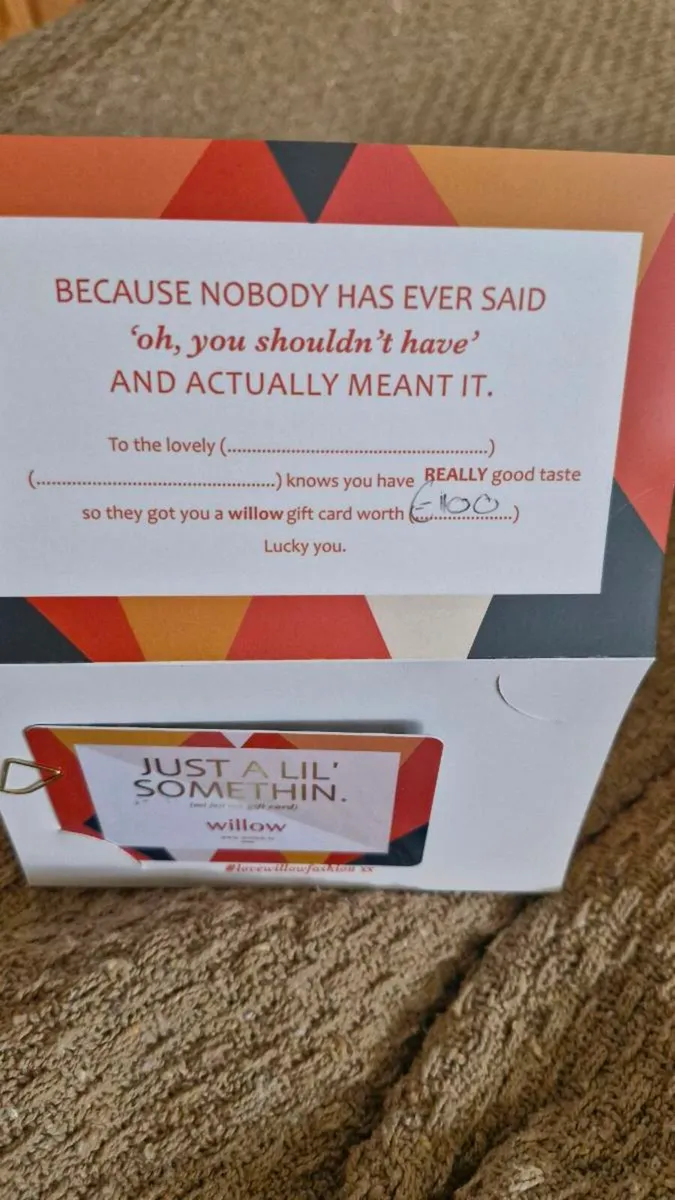 BECAUSE NOBODY HAS EVER SAID
‘oh, you shouldn’t have’
AND ACTUALLY MEANT IT.
To the lovely (..............................................................)
(..........................................................) knows you have REALLY good taste
so they got you a willow gift card worth (€100..................)
Lucky you.
JUST A LIL'
SOMETHIN.
gift card)
willow
#lovewillowfashion xx